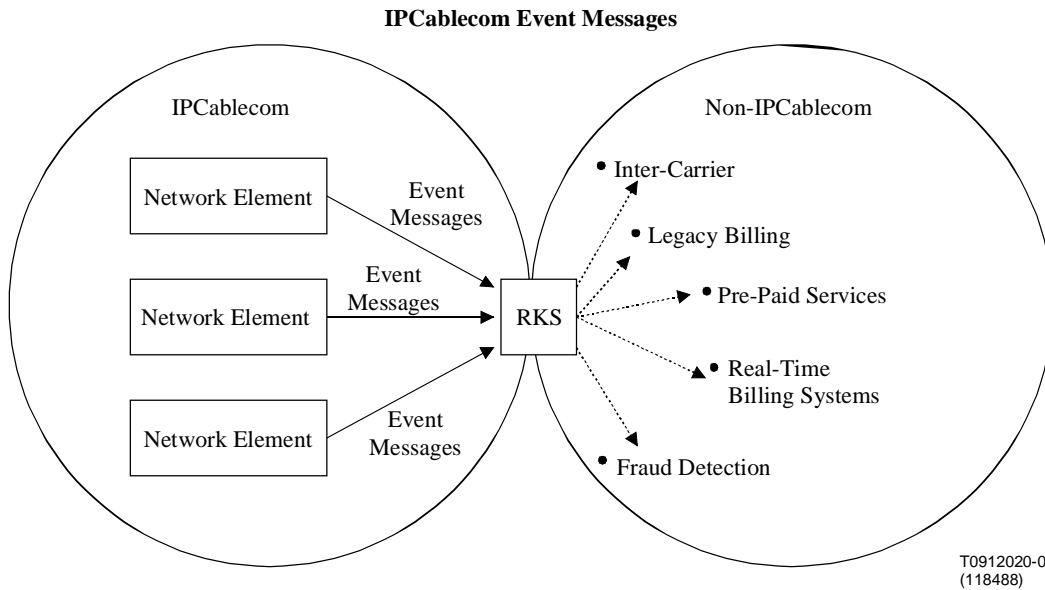 IPCablecom Event Messages
IPCablecom
Non-IPCablecom
Network Element
Event
Messages
Network Element
Event
Messages
Network Element
Event
Messages
RKS
Inter-Carrier
Legacy Billing
Pre-Paid Services
Real-Time
Billing Systems
Fraud Detection
T0912020-0
(118488)